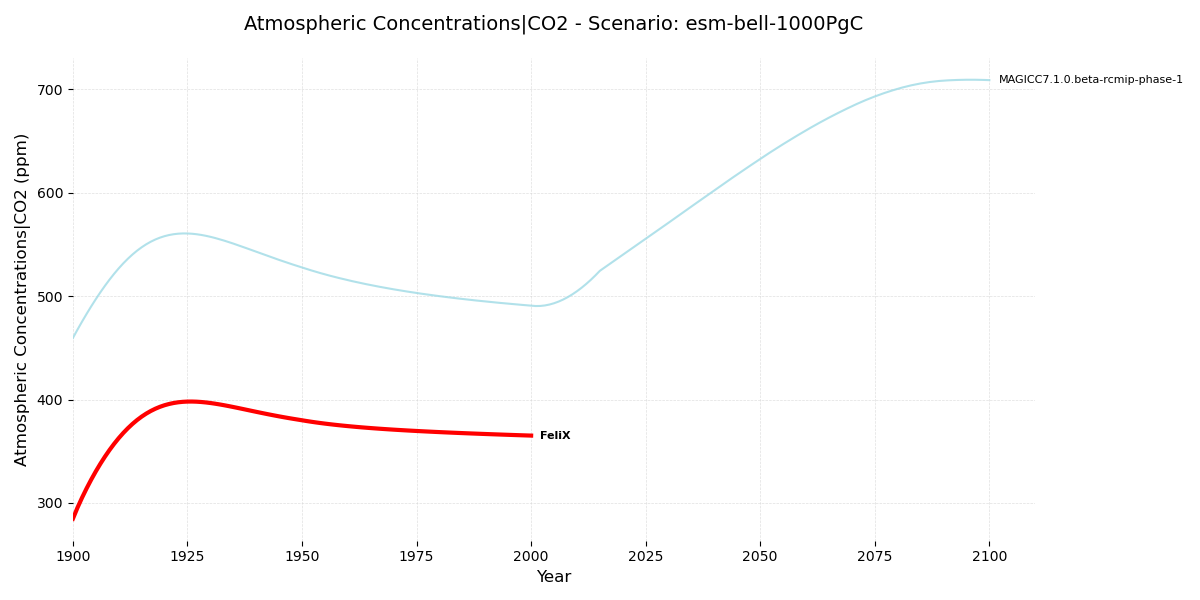 Atmospheric Concentrations|CO2 - Scenario: esm-bell-1000PgC
Atmospheric Concentrations|CO2 (ppm)
700
600
500
400
300
MAGICC7.1.0.beta-rcmip-phase-1
FeliX
1900 1925 1950 1975 2000 2025 2050 2075 2100
Year